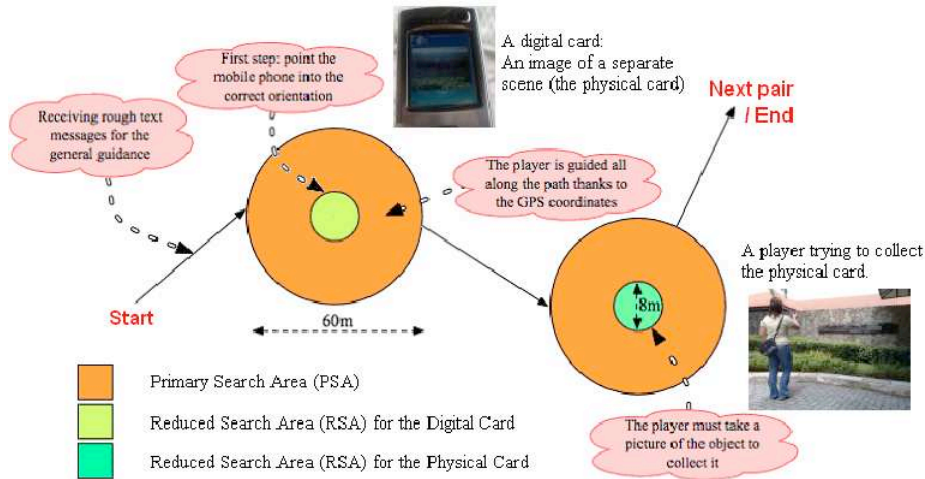 First step: point the
mobile phone into the
correct orientation
A digital card:
An image of a separate
scene (the physical card)
Next pair
/ End
Receiving rough text
messages for the
general guidance
The player is guided all
along the path thanks to
the GPS coordinates
A player trying to collect
the physical card.
Start
60m
8m
Primary Search Area (PSA)
Reduced Search Area (RSA) for the Digital Card
Reduced Search Area (RSA) for the Physical Card
The player must take a
picture of the object to
collect it